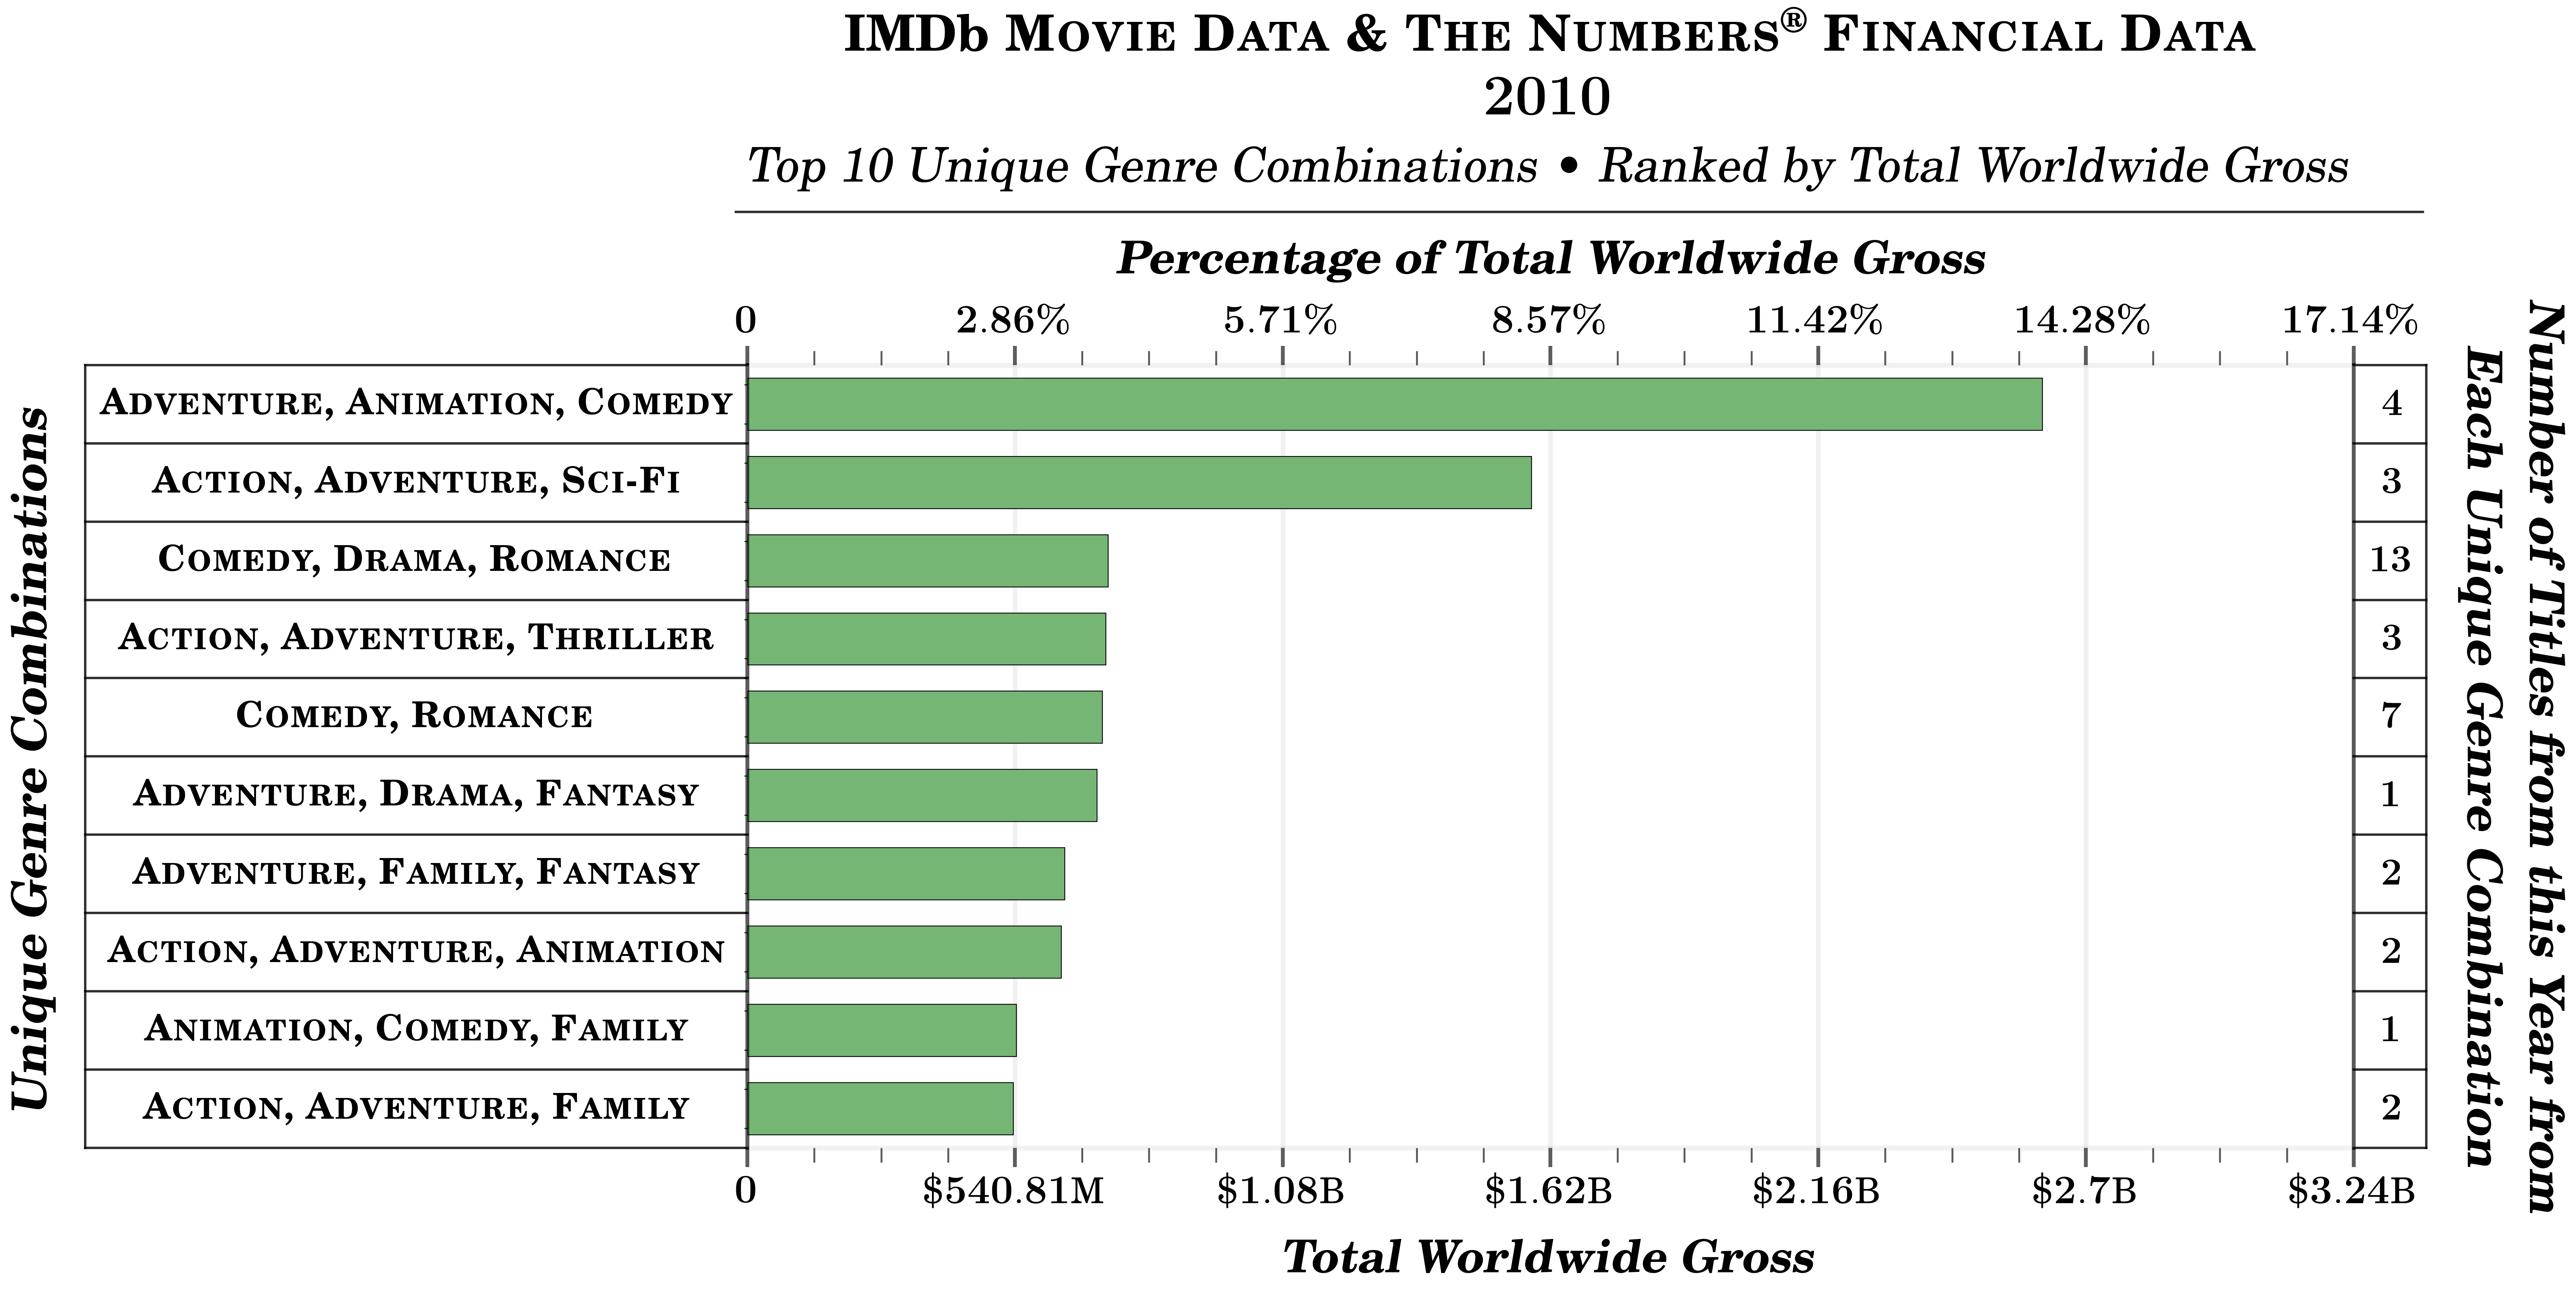 IMDb Movie Data & The Numbers® Financial Data
2010
Top 10 Unique Genre Combinations • Ranked by Total Worldwide Gross
Percentage of Total Worldwide Gross
0 2.86% 5.71% 8.57% 11.42% 14.28% 17.14%
Unique Genre Combinations
Adventure, Animation, Comedy 4
Action, Adventure, Sci-Fi 3
Comedy, Drama, Romance 13
Action, Adventure, Thriller 3
Comedy, Romance 7
Adventure, Drama, Fantasy 1
Adventure, Family, Fantasy 2
Action, Adventure, Animation 2
Animation, Comedy, Family 1
Action, Adventure, Family 2
Number of Titles from this Year from
Each Unique Genre Combination
0 $540.81M $1.08B $1.62B $2.16B $2.7B $3.24B
Total Worldwide Gross